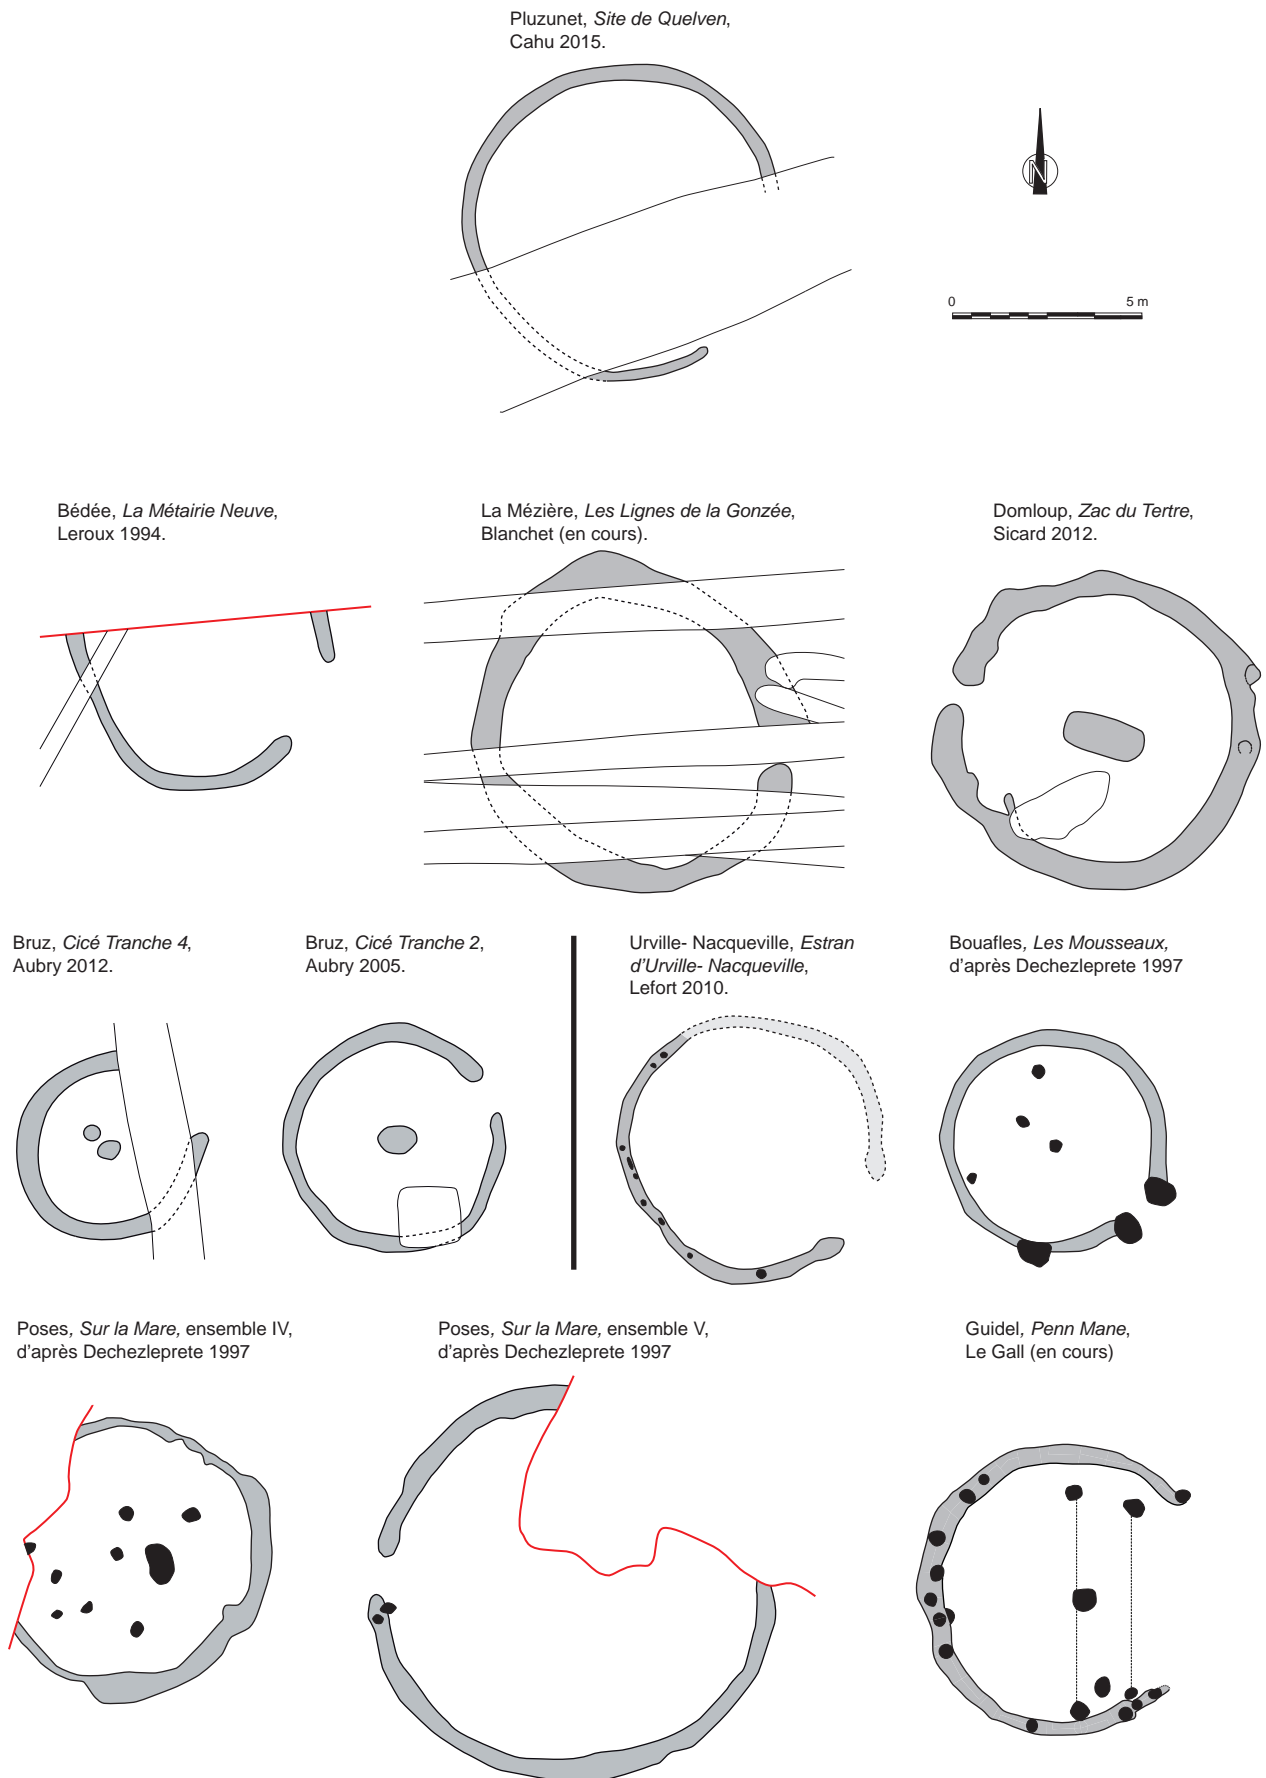 Pluzunet, Site de Quelven,
Cahu 2015.
N
0 5 m
Bédée, La Métairie Neuve,
Leroux 1994.
La Mézière, Les Lignes de la Gonzée,
Blanchet (en cours).
Domloup, Zac du Tertre,
Sicard 2012.
Bruz, Cicé Tranche 4,
Aubry 2012.
Bruz, Cicé Tranche 2,
Aubry 2005.
Urville- Nacqueville, Estran
d'Urville- Nacqueville,
Lefort 2010.
Bouafles, Les Mousseaux,
d'après Dechezleprete 1997
Poses, Sur la Mare, ensemble IV,
d'après Dechezleprete 1997
Poses, Sur la Mare, ensemble V,
d'après Dechezleprete 1997
Guidel, Penn Mane,
Le Gall (en cours)